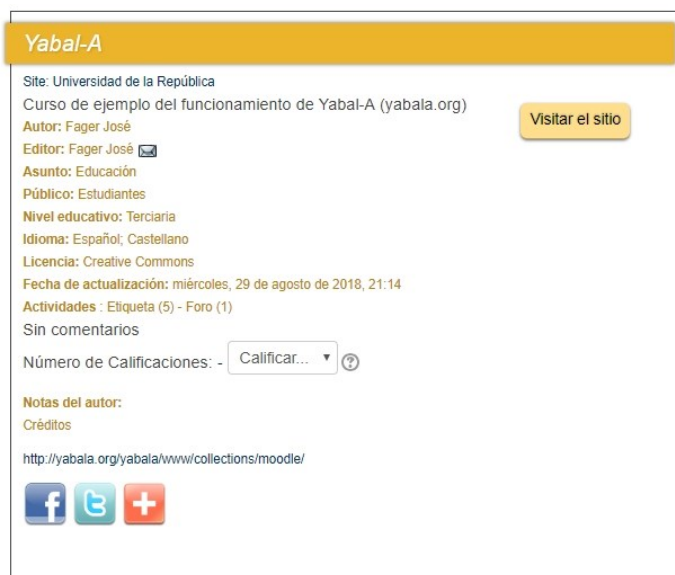 Yabal-A
Site: Universidad de la República
Curso de ejemplo del funcionamiento de Yabal-A (yabala.org)
Visitar el sitio
Autor: Fager José
Editor: Fager José
Asunto: Educación
Público: Estudiantes
Nivel educativo: Terciaria
Idioma: Español; Castellano
Licencia: Creative Commons
Fecha de actualización: miércoles, 29 de agosto de 2018, 21:14
Actividades : Etiqueta (5) - Foro (1)
Sin comentarios
Número de Calificaciones: - Calificar...
Notas del autor:
Créditos
http://yabala.org/yabala/www/collections/moodle/